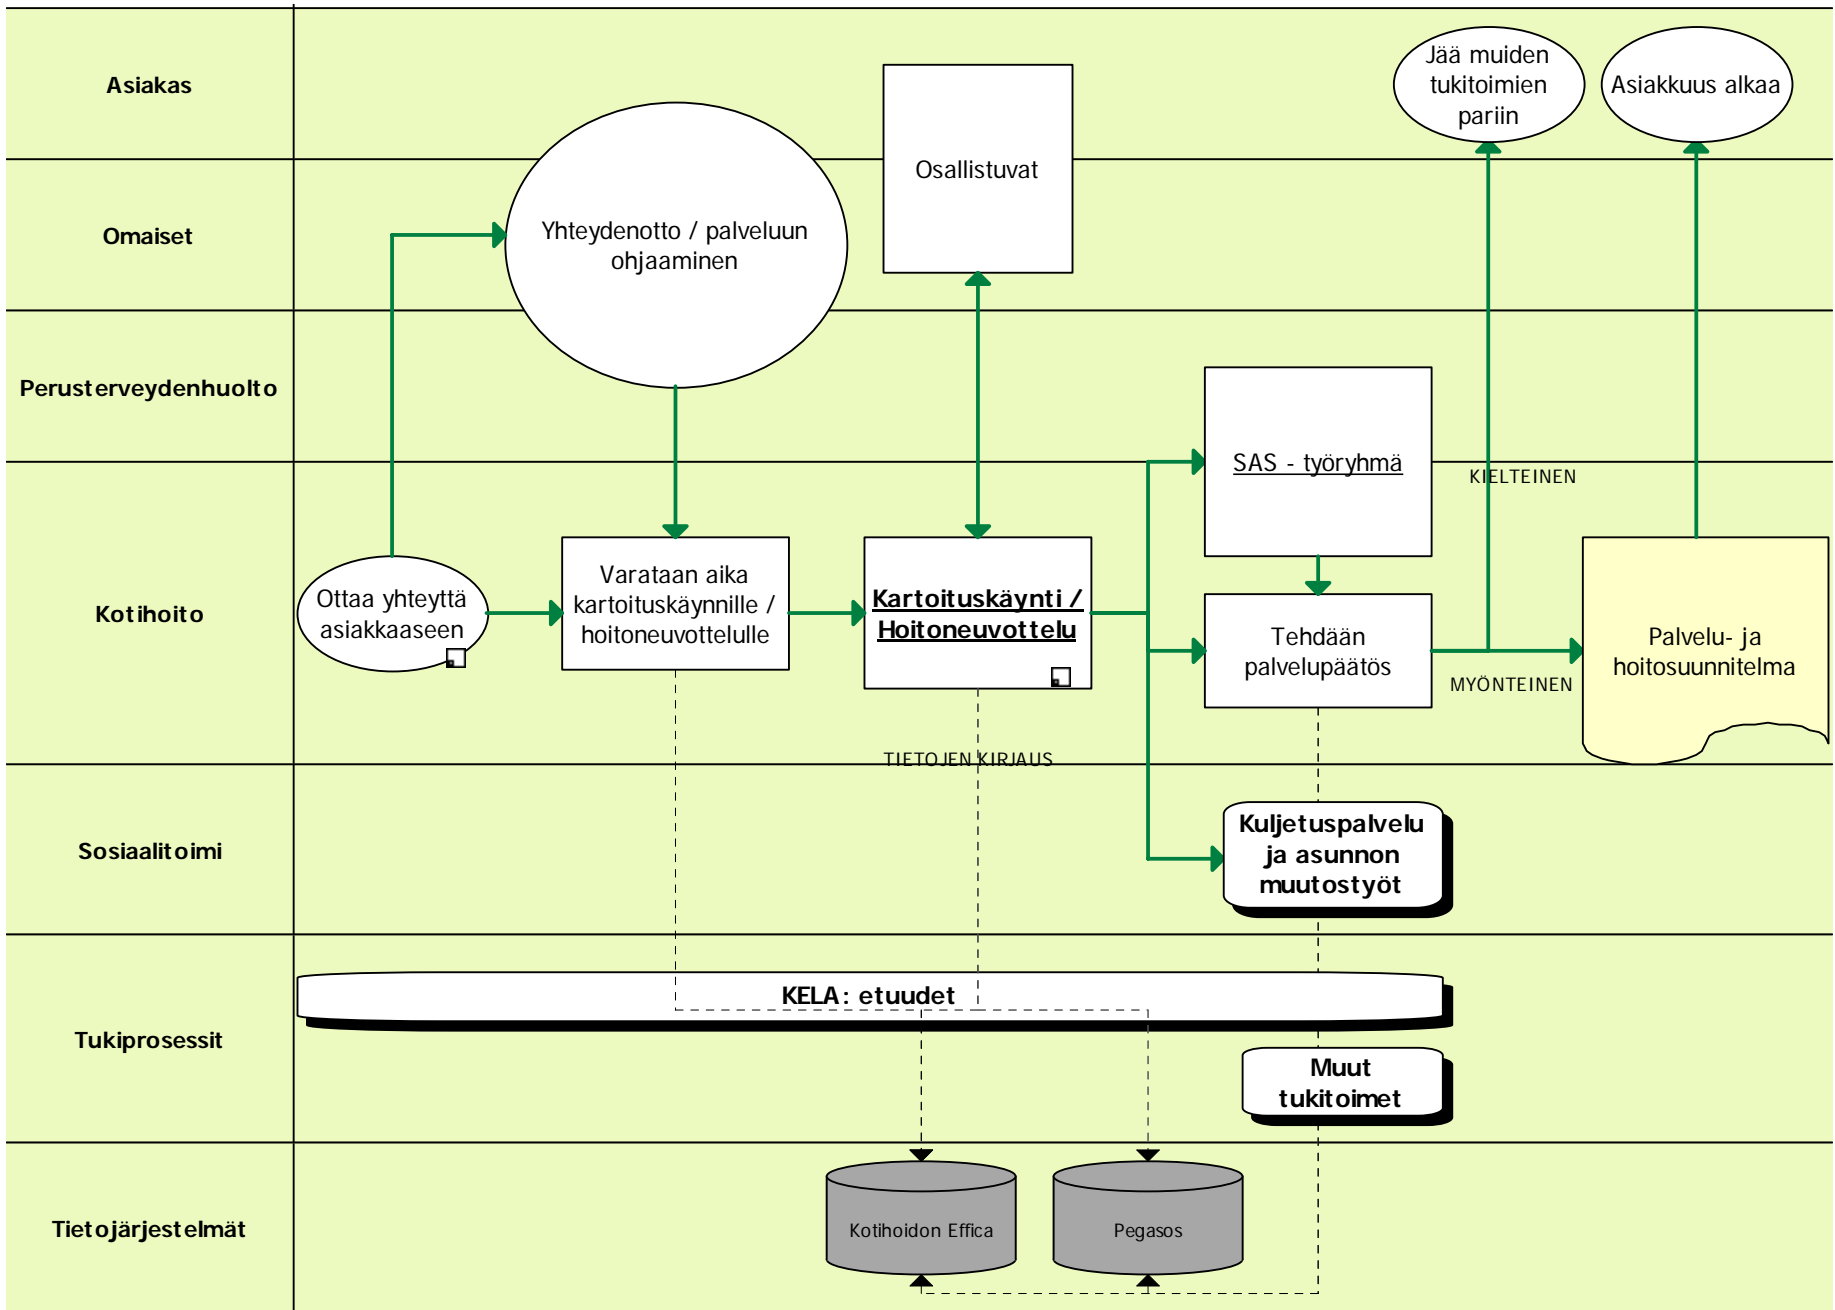 Asiakas
Jää muiden
tukitoimien
pariin
Asiakkuus alkaa
Osallistuvat
Omaiset
Yhteydenotto / palveluun
ohjaaminen
Perusterveydenhuolto
SAS - työryhmä
KIELTEINEN
Kotihoito
Ottaa yhteyttä
asiakkaaseen
Varataan aika
kartoituskäynnille /
hoitoneuvottelulle
Kartoituskäynti /
Hoitoneuvottelu
Tehdään
palvelupäätös
MYÖNTEINEN
Palvelu- ja
hoitosuunnitelma
TIETOJEN KIRJAUS
Sosiaalitoimi
Kuljetuspalvelu
ja asunnon
muutostyöt
Tukiprosessit
KELA: etuudet
Muut
tukitoimet
Tietojärjestelmät
Kotihoidon Effica
Pegasos